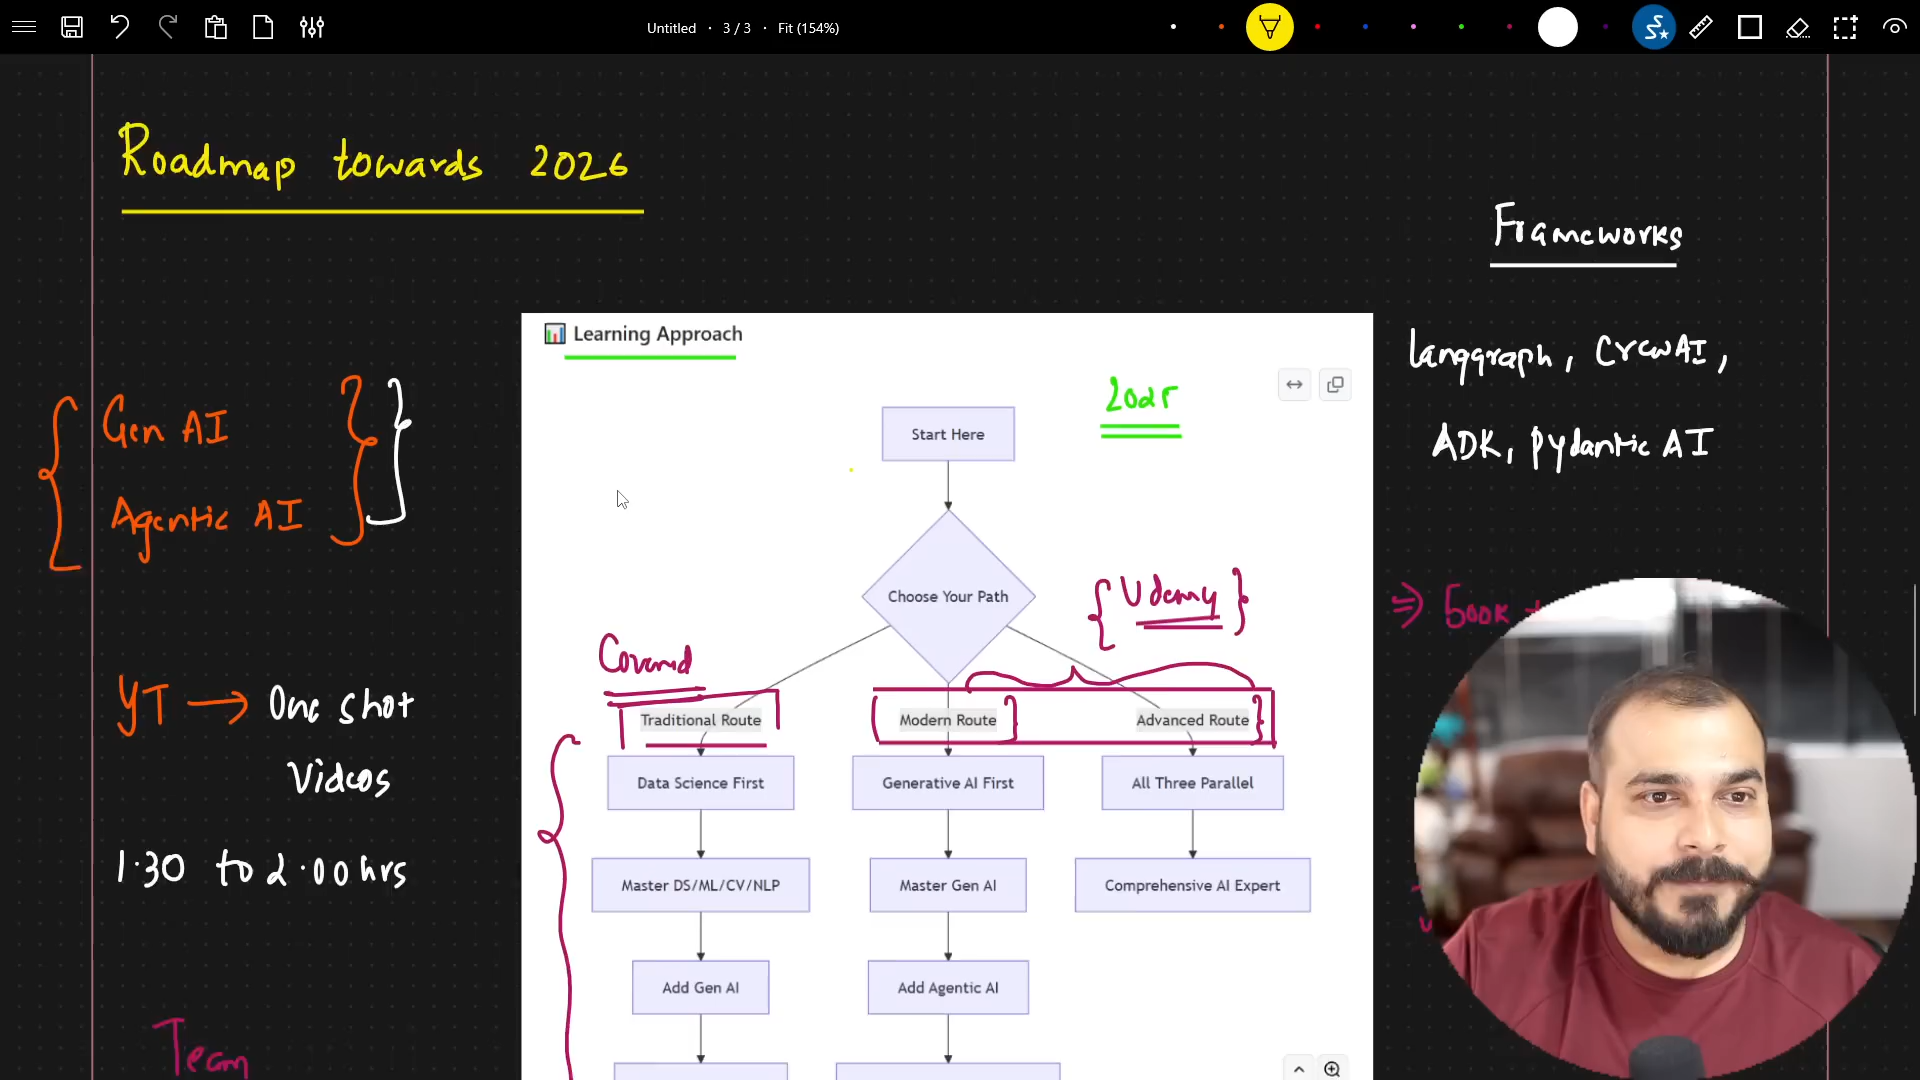 Untitled • 3 / 3 • Fit (154%)
Roadmap towards 2026
Frameworks
langgraph, CrewAI,
ADK, Pydantic AI
Gen AI
Agentic AI
YT → One shot
Videos
1.30 to 2.00 hrs
Team
Learning Approach
2025
Start Here
Choose Your Path
{ Udemy }
Covered
Traditional Route
Modern Route
Advanced Route
Data Science First
Generative AI First
All Three Parallel
Master DS/ML/CV/NLP
Master Gen AI
Comprehensive AI Expert
Add Gen AI
Add Agentic AI
⇒ 500K +